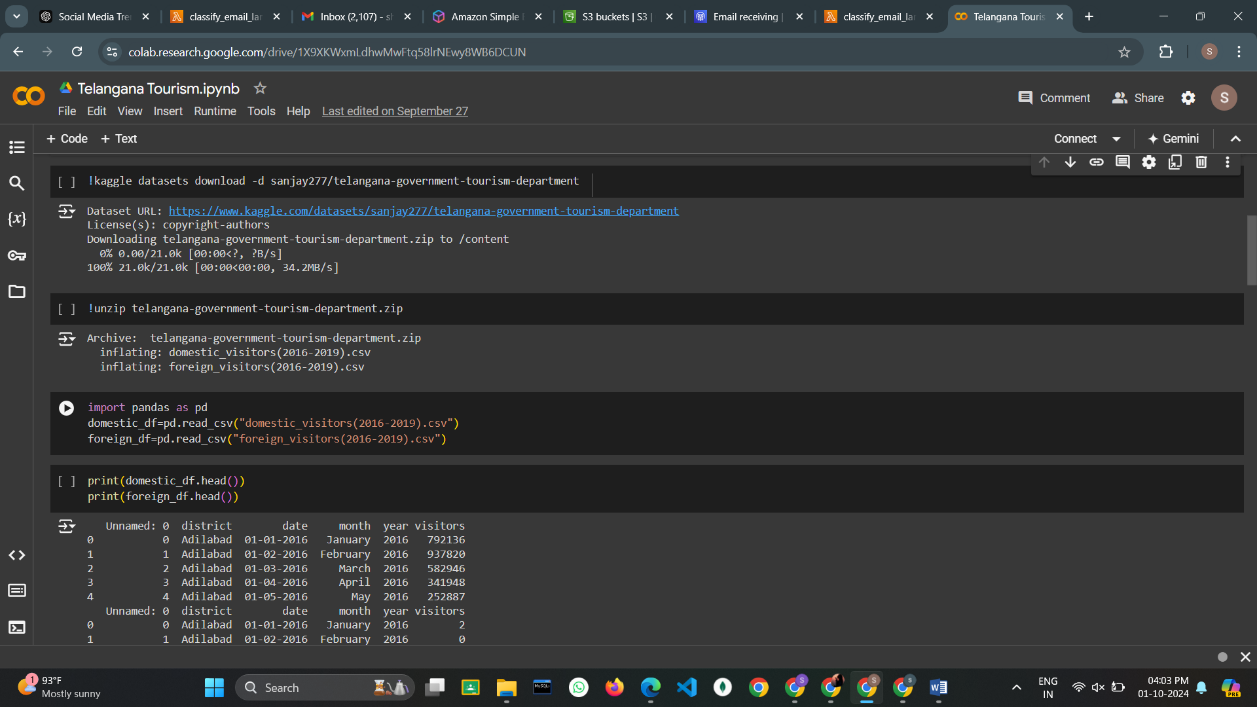 Social Media Tre
classify_email_la
Inbox (2,107) - s
Amazon Simple
S3 buckets | S3 |
Email receiving |
classify_email_la
Telangana Touris
colab.research.google.com/drive/1X9XKWxmLdhwMwFtq58lrNEwy8WB6DCUN
S
CO Telangana Tourism.ipynb
Comment Share S
File Edit View Insert Runtime Tools Help Last edited on September 27
+ Code + Text Connect Gemini
[ ] !kaggle datasets download -d sanjay277/telangana-government-tourism-department
Dataset URL: https://www.kaggle.com/datasets/sanjay277/telangana-government-tourism-department
License(s): copyright-authors
Downloading telangana-government-tourism-department.zip to /content
0% 0.00/21.0k [00:00<?, ?B/s]
100% 21.0k/21.0k [00:00<00:00, 34.2MB/s]
[ ] !unzip telangana-government-tourism-department.zip
Archive: telangana-government-tourism-department.zip
inflating: domestic_visitors(2016-2019).csv
inflating: foreign_visitors(2016-2019).csv
import pandas as pd
domestic_df=pd.read_csv("domestic_visitors(2016-2019).csv")
foreign_df=pd.read_csv("foreign_visitors(2016-2019).csv")
[ ] print(domestic_df.head())
print(foreign_df.head())
Unnamed: 0 district date month year visitors
0 0 Adilabad 01-01-2016 January 2016 792136
1 1 Adilabad 01-02-2016 February 2016 937820
2 2 Adilabad 01-03-2016 March 2016 582946
3 3 Adilabad 01-04-2016 April 2016 341948
4 4 Adilabad 01-05-2016 May 2016 252887
Unnamed: 0 district date month year visitors
0 0 Adilabad 01-01-2016 January 2016 2
1 1 Adilabad 01-02-2016 February 2016 0
1
93°F
Mostly sunny
Search
ENG
IN
04:03 PM
01-10-2024